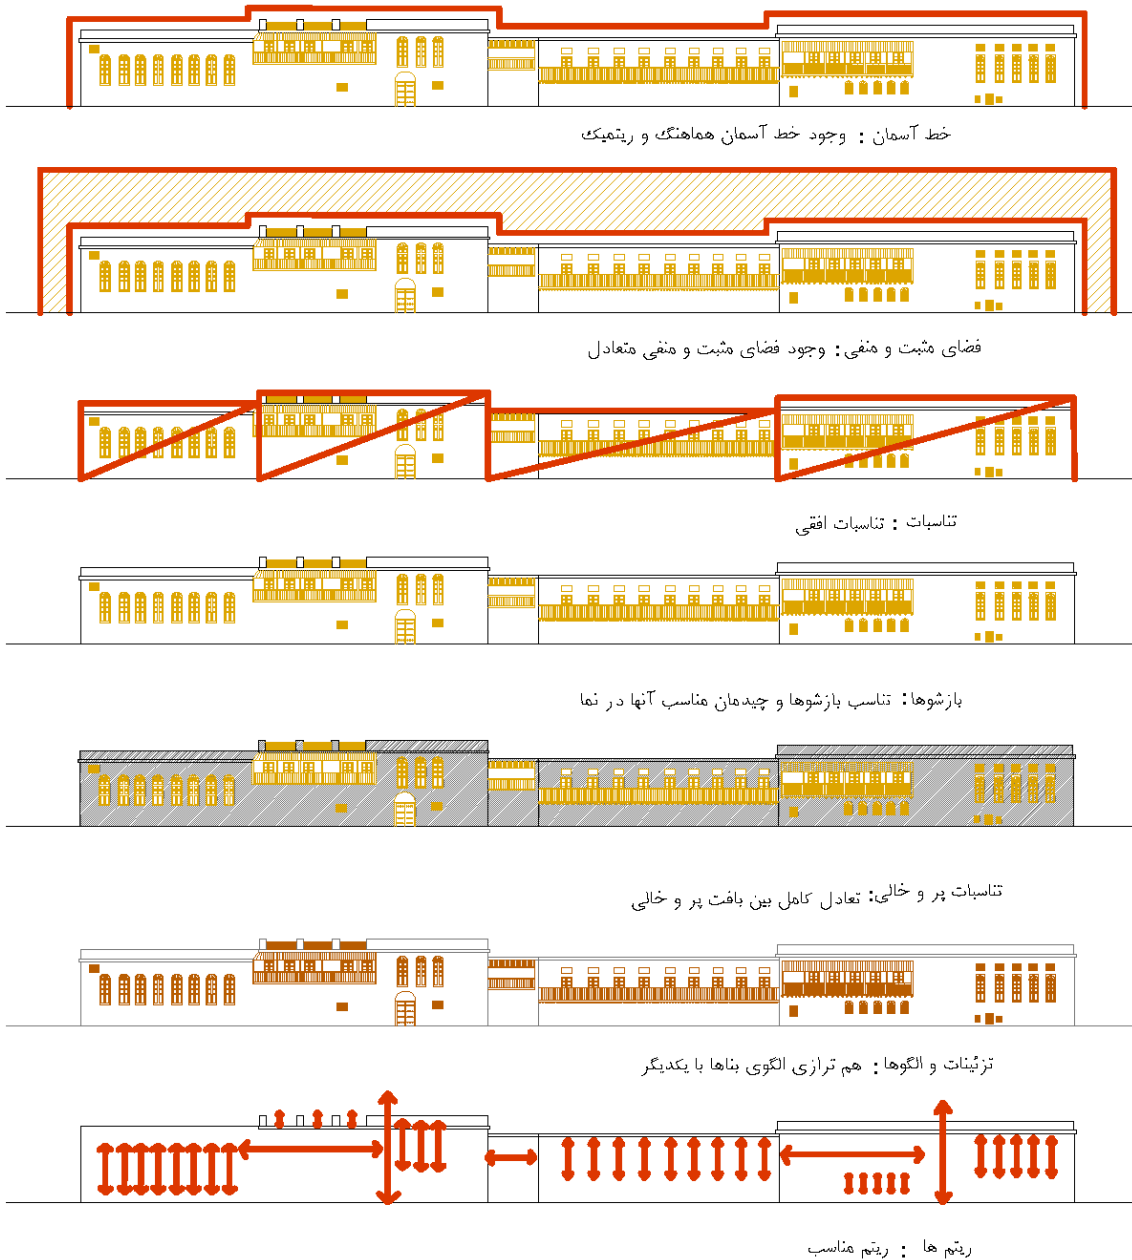 خط آسمان : وجود خط آسمان هماهنگ و ریتمیک
فضای مثبت و منفی: وجود فضای مثبت و منفی متعادل
تناسبات : تناسبات افقی
بازشوها: تناسب بازشوها و چیدمان مناسب آنها در نما
تناسبات پر و خالی: تعادل کامل بین بافت پر و خالی
تزئینات و الگوها: هم ترازی الگوی بناها با یکدیگر
ریتم ها : ریتم مناسب